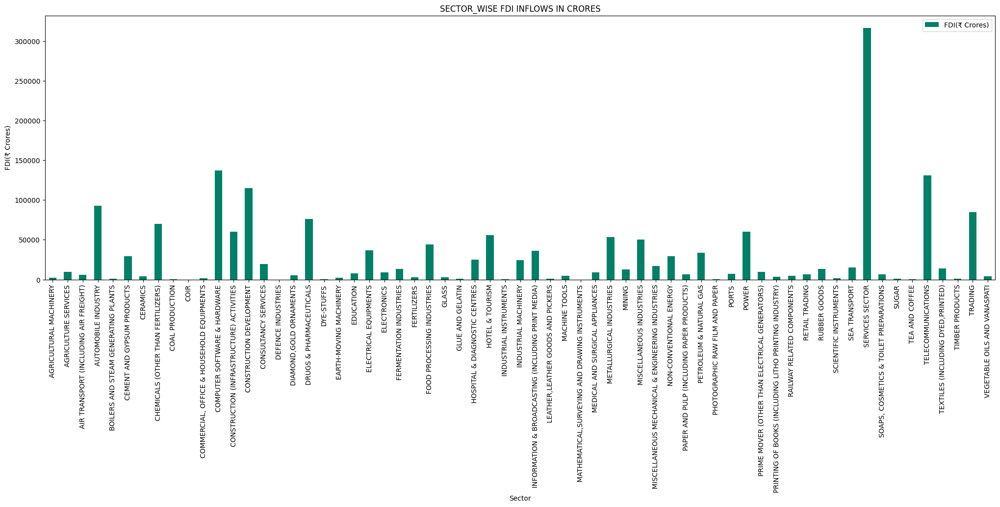 SECTOR_WISE FDI INFLOWS IN CRORES
FDI(₹ Crores)
FDI(₹ Crores)
300000
250000
200000
150000
100000
50000
0
AGRICULTURAL MACHINERY
AGRICULTURE SERVICES
AIR TRANSPORT (INCLUDING AIR FREIGHT)
AUTOMOBILE INDUSTRY
BOILERS AND STEAM GENERATING PLANTS
CEMENT AND GYPSUM PRODUCTS
CERAMICS
CHEMICALS (OTHER THAN FERTILIZERS)
COAL PRODUCTION
COIR
COMMERCIAL, OFFICE & HOUSEHOLD EQUIPMENTS
COMPUTER SOFTWARE & HARDWARE
CONSTRUCTION (INFRASTRUCTURE) ACTIVITIES
CONSTRUCTION DEVELOPMENT
CONSULTANCY SERVICES
DEFENCE INDUSTRIES
DIAMOND,GOLD ORNAMENTS
DRUGS & PHARMACEUTICALS
DYE-STUFFS
EARTH-MOVING MACHINERY
EDUCATION
ELECTRICAL EQUIPMENTS
ELECTRONICS
FERMENTATION INDUSTRIES
FERTILIZERS
FOOD PROCESSING INDUSTRIES
GLASS
GLUE AND GELATIN
HOSPITAL & DIAGNOSTIC CENTRES
HOTEL & TOURISM
INDUSTRIAL INSTRUMENTS
INDUSTRIAL MACHINERY
INFORMATION & BROADCASTING (INCLUDING PRINT MEDIA)
LEATHER,LEATHER GOODS AND PICKERS
MACHINE TOOLS
MATHEMATICAL,SURVEYING AND DRAWING INSTRUMENTS
MEDICAL AND SURGICAL APPLIANCES
METALLURGICAL INDUSTRIES
MINING
MISCELLANEOUS INDUSTRIES
MISCELLANEOUS MECHANICAL & ENGINEERING INDUSTRIES
NON-CONVENTIONAL ENERGY
PAPER AND PULP (INCLUDING PAPER PRODUCTS)
PETROLEUM & NATURAL GAS
PHOTOGRAPHIC RAW FILM AND PAPER
PORTS
POWER
PRIME MOVER (OTHER THAN ELECTRICAL GENERATORS)
PRINTING OF BOOKS (INCLUDING LITHO PRINTING INDUSTRY)
RAILWAY RELATED COMPONENTS
RETAIL TRADING
RUBBER GOODS
SCIENTIFIC INSTRUMENTS
SEA TRANSPORT
SERVICES SECTOR
SOAPS, COSMETICS & TOILET PREPARATIONS
SUGAR
TEA AND COFFEE
TELECOMMUNICATIONS
TEXTILES (INCLUDING DYED,PRINTED)
TIMBER PRODUCTS
TRADING
VEGETABLE OILS AND VANASPATI
Sector